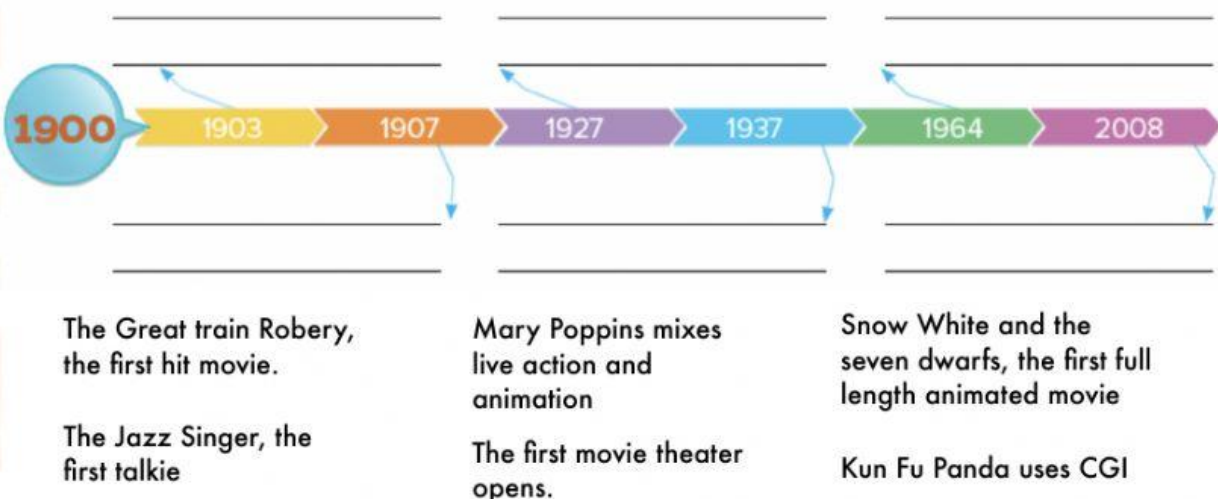 1900
1903
1907
1927
1937
1964
2008
The Great train Robery,
the first hit movie.
The Jazz Singer, the
first talkie
Mary Poppins mixes
live action and
animation
The first movie theater
opens.
Snow White and the
seven dwarfs, the first full
length animated movie
Kun Fu Panda uses CGI